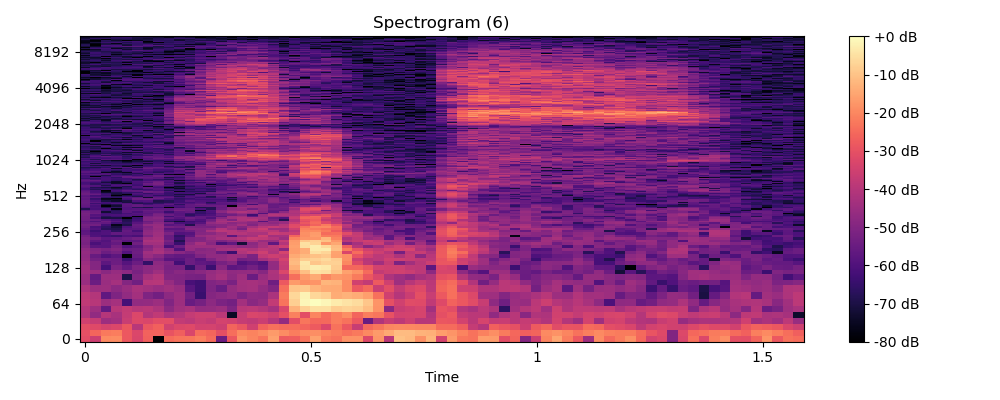 Spectrogram (6)
8192
4096
2048
1024
512
256
128
64
0
Hz
0
0.5
1
1.5
Time
+0 dB
-10 dB
-20 dB
-30 dB
-40 dB
-50 dB
-60 dB
-70 dB
-80 dB